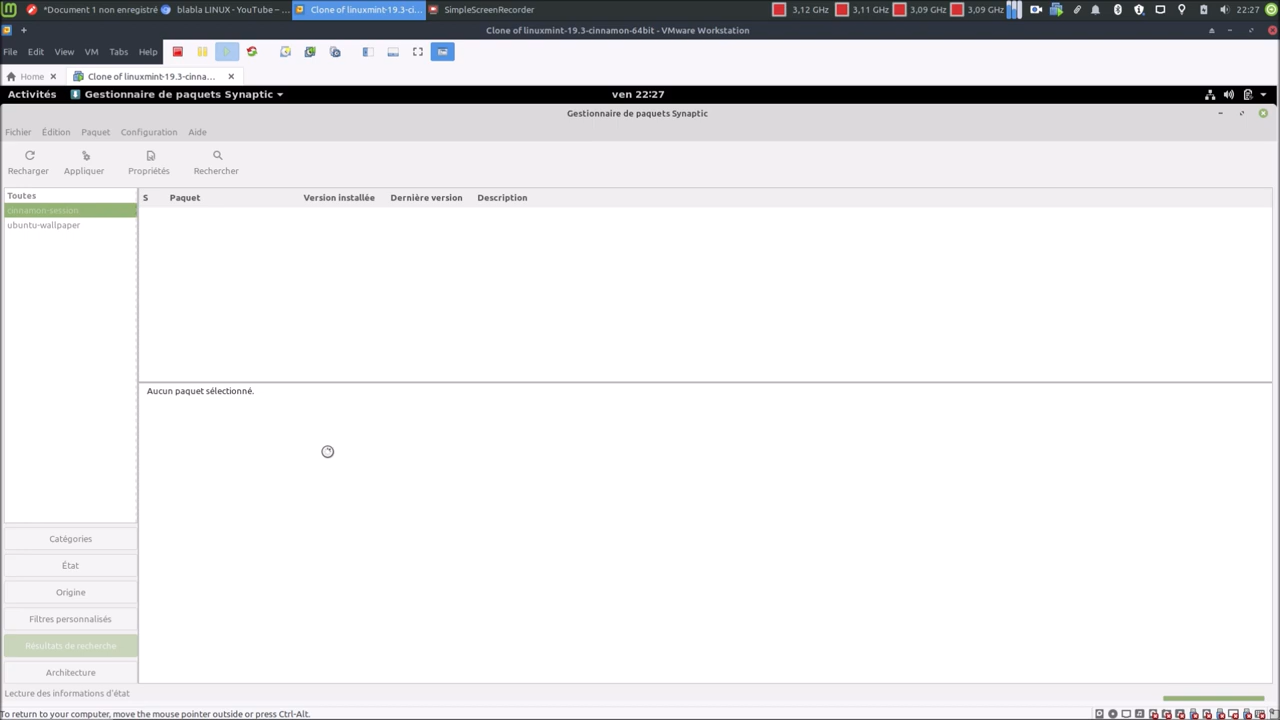 *Document 1 non enregistré
blabla LINUX - YouTube – ...
Clone of linuxmint-19.3-ci...
SimpleScreenRecorder
3,12 GHz
3,11 GHz
3,09 GHz
3,09 GHz
22:27
Clone of linuxmint-19.3-cinnamon-64bit - VMware Workstation
File Edit View VM Tabs Help
Home
Clone of linuxmint-19.3-cinna...
Activités
Gestionnaire de paquets Synaptic
ven 22:27
Gestionnaire de paquets Synaptic
Fichier Édition Paquet Configuration Aide
Recharger Appliquer Propriétés Rechercher
Toutes
cinnamon-session
ubuntu-wallpaper
S Paquet Version installée Dernière version Description
Aucun paquet sélectionné.
Catégories
État
Origine
Filtres personnalisés
Résultats de recherche
Architecture
Lecture des informations d'état
To return to your computer, move the mouse pointer outside or press Ctrl-Alt.